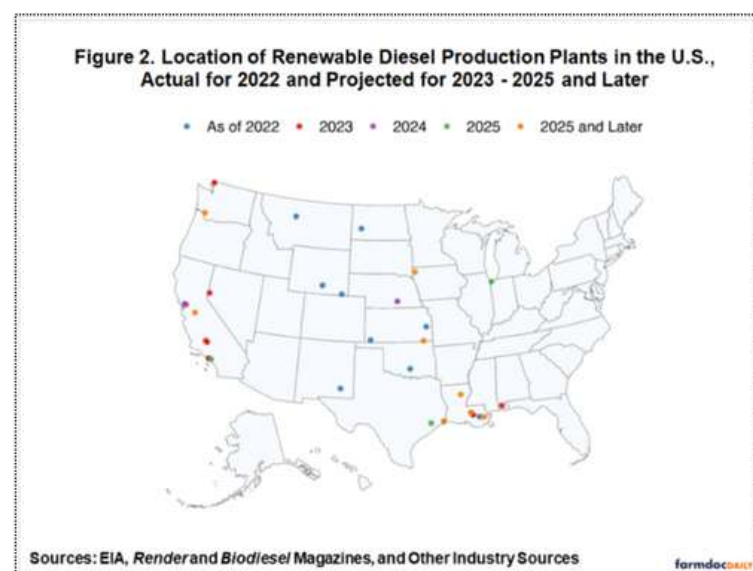 Figure 2. Location of Renewable Diesel Production Plants in the U.S.,
Actual for 2022 and Projected for 2023 - 2025 and Later
As of 2022 2023 2024 2025 2025 and Later
Sources: EIA, Render and Biodiesel Magazines, and Other Industry Sources
farmdocDAILY